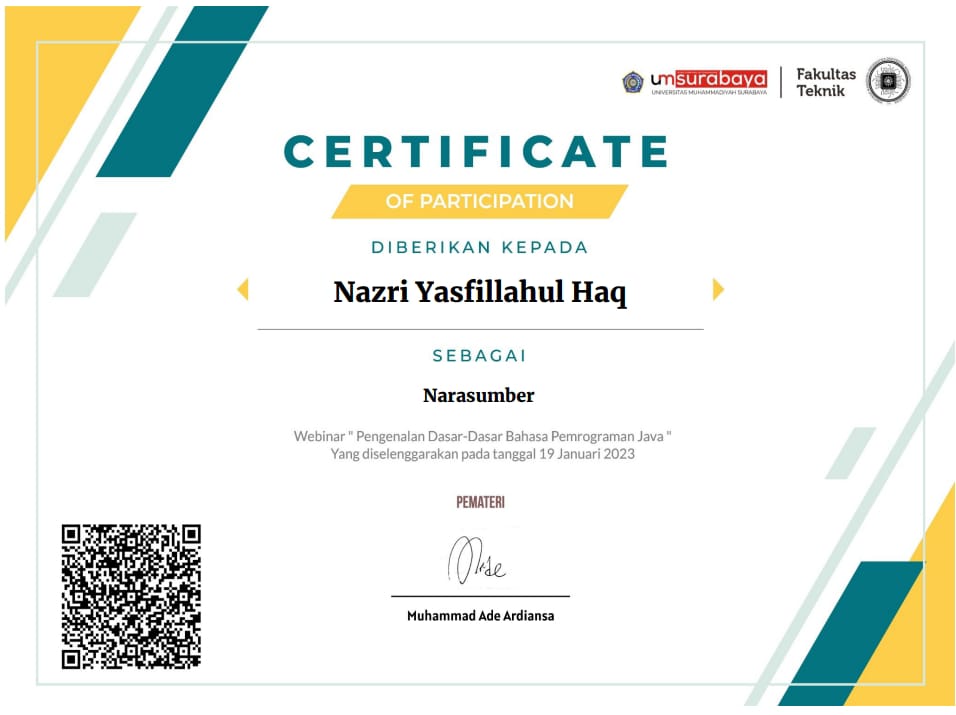 umsurabaya
UNIVERSITAS MUHAMMADIYAH SURABAYA
Fakultas
Teknik
CERTIFICATE
OF PARTICIPATION
DIBERIKAN KEPADA
Nazri Yasfillahul Haq
SEBAGAI
Narasumber
Webinar " Pengenalan Dasar-Dasar Bahasa Pemrograman Java "
Yang diselenggarakan pada tanggal 19 Januari 2023
PEMATERI
Muhammad Ade Ardiansa